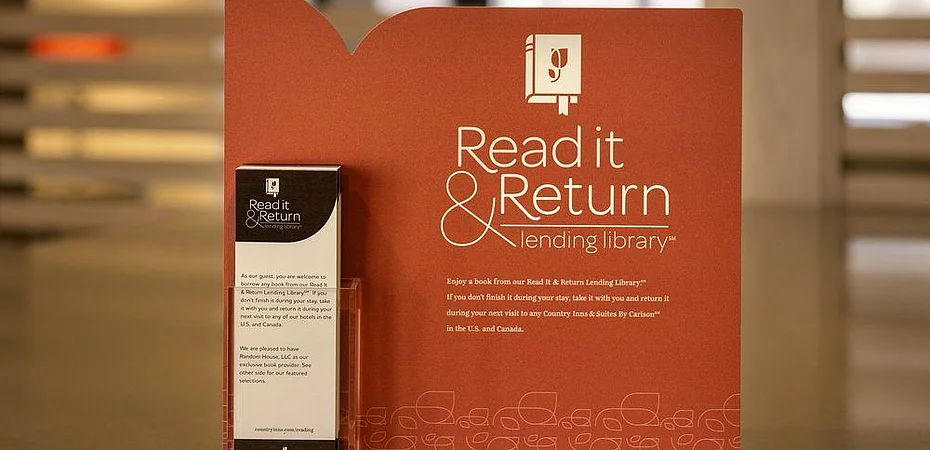 Read it
& Return
lending library℠
Enjoy a book from our Read It & Return Lending Library.℠
If you don't finish it during your stay, take it with you and return it
during your next visit to any Country Inns & Suites By Carlson℠
in the U.S. and Canada.
Read it
& Return
lending library℠
As our guest, you are welcome to
borrow any book from our Read It
& Return Lending Library℠. If you
don't finish it during your stay, take
it with you and return it during your
next visit to any of our hotels in the
U.S. and Canada.
We are pleased to have
Random House, LLC as our
exclusive book provider. See
other side for our featured
selections.
countryinns.com/reading